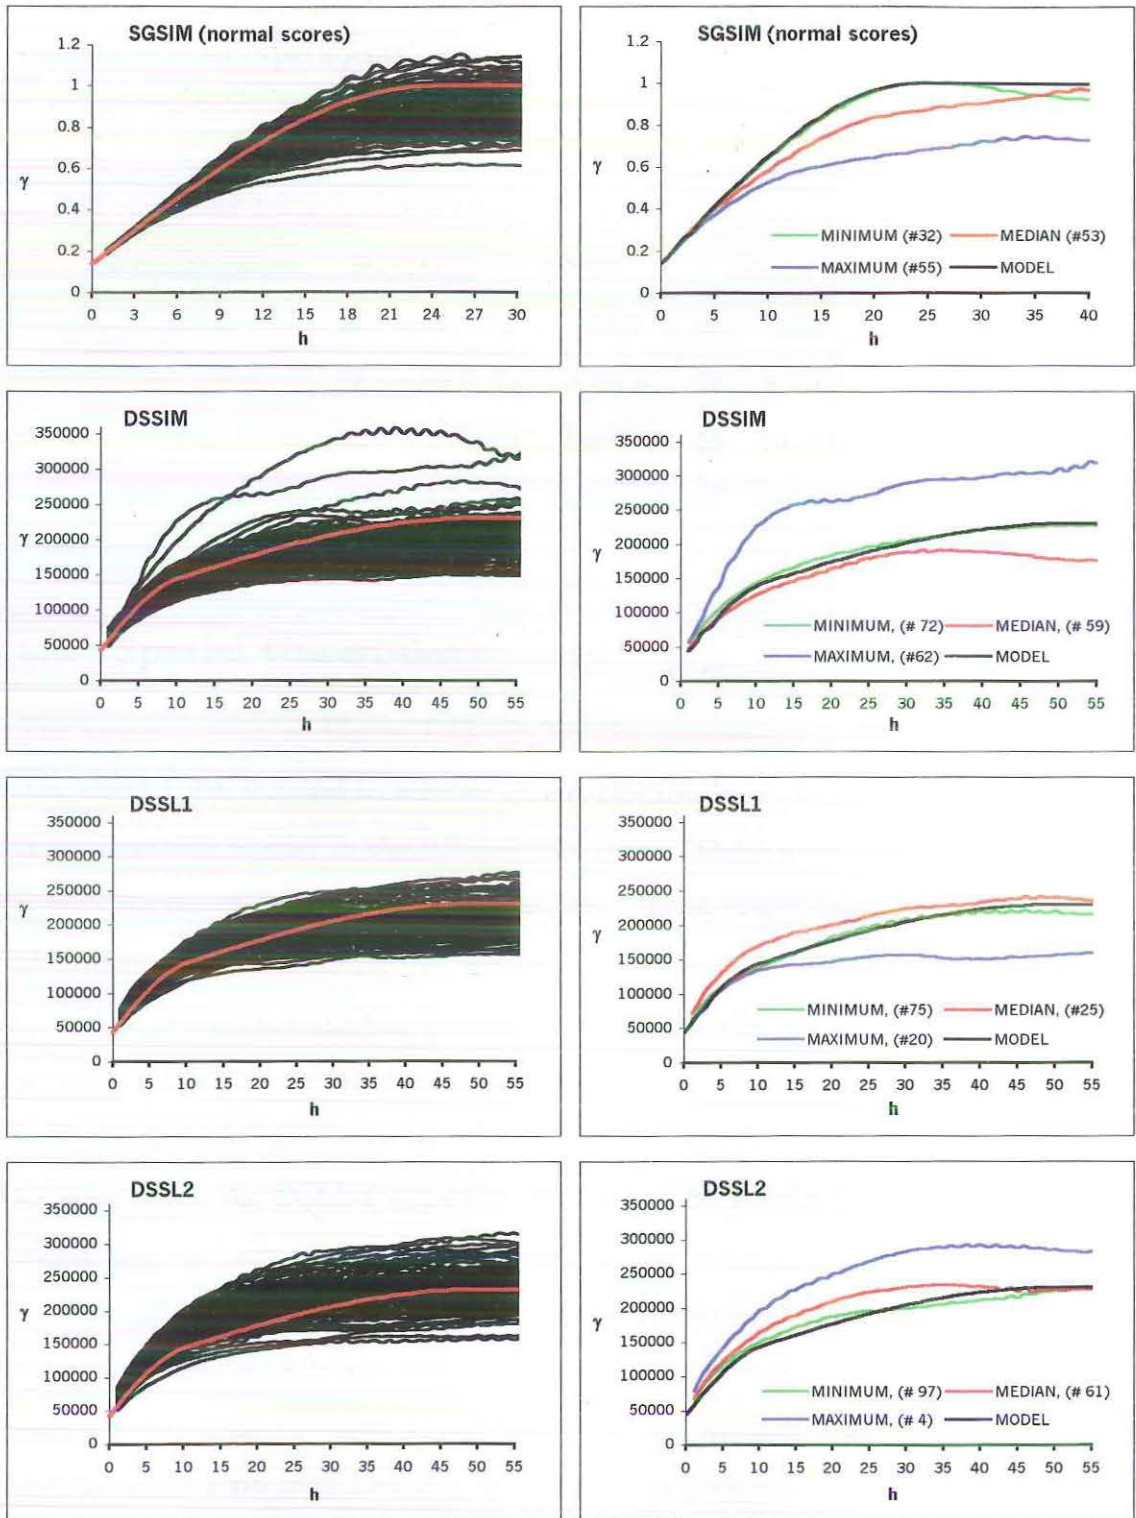 SGSIM (normal scores)
1.2
1
0.8
0.6
0.4
0.2
0
γ
0 3 6 9 12 15 18 21 24 27 30
h
SGSIM (normal scores)
1.2
1
0.8
0.6
0.4
0.2
0
γ
MINIMUM (#32) MEDIAN (#53)
MAXIMUM (#55) MODEL
0 5 10 15 20 25 30 35 40
h
DSSIM
350000
300000
250000
γ 200000
150000
100000
50000
0
0 5 10 15 20 25 30 35 40 45 50 55
h
DSSIM
350000
300000
250000
200000
150000
100000
50000
0
γ
MINIMUM, (# 72) MEDIAN, (# 59)
MAXIMUM, (#62) MODEL
0 5 10 15 20 25 30 35 40 45 50 55
h
DSSL1
350000
300000
250000
200000
150000
100000
50000
0
γ
0 5 10 15 20 25 30 35 40 45 50 55
h
DSSL1
350000
300000
250000
200000
150000
100000
50000
0
γ
MINIMUM, (#75) MEDIAN, (#25)
MAXIMUM, (#20) MODEL
0 5 10 15 20 25 30 35 40 45 50 55
h
DSSL2
350000
300000
250000
200000
150000
100000
50000
0
γ
0 5 10 15 20 25 30 35 40 45 50 55
h
DSSL2
350000
300000
250000
200000
150000
100000
50000
0
γ
MINIMUM, (# 97) MEDIAN, (# 61)
MAXIMUM, (# 4) MODEL
0 5 10 15 20 25 30 35 40 45 50 55
h